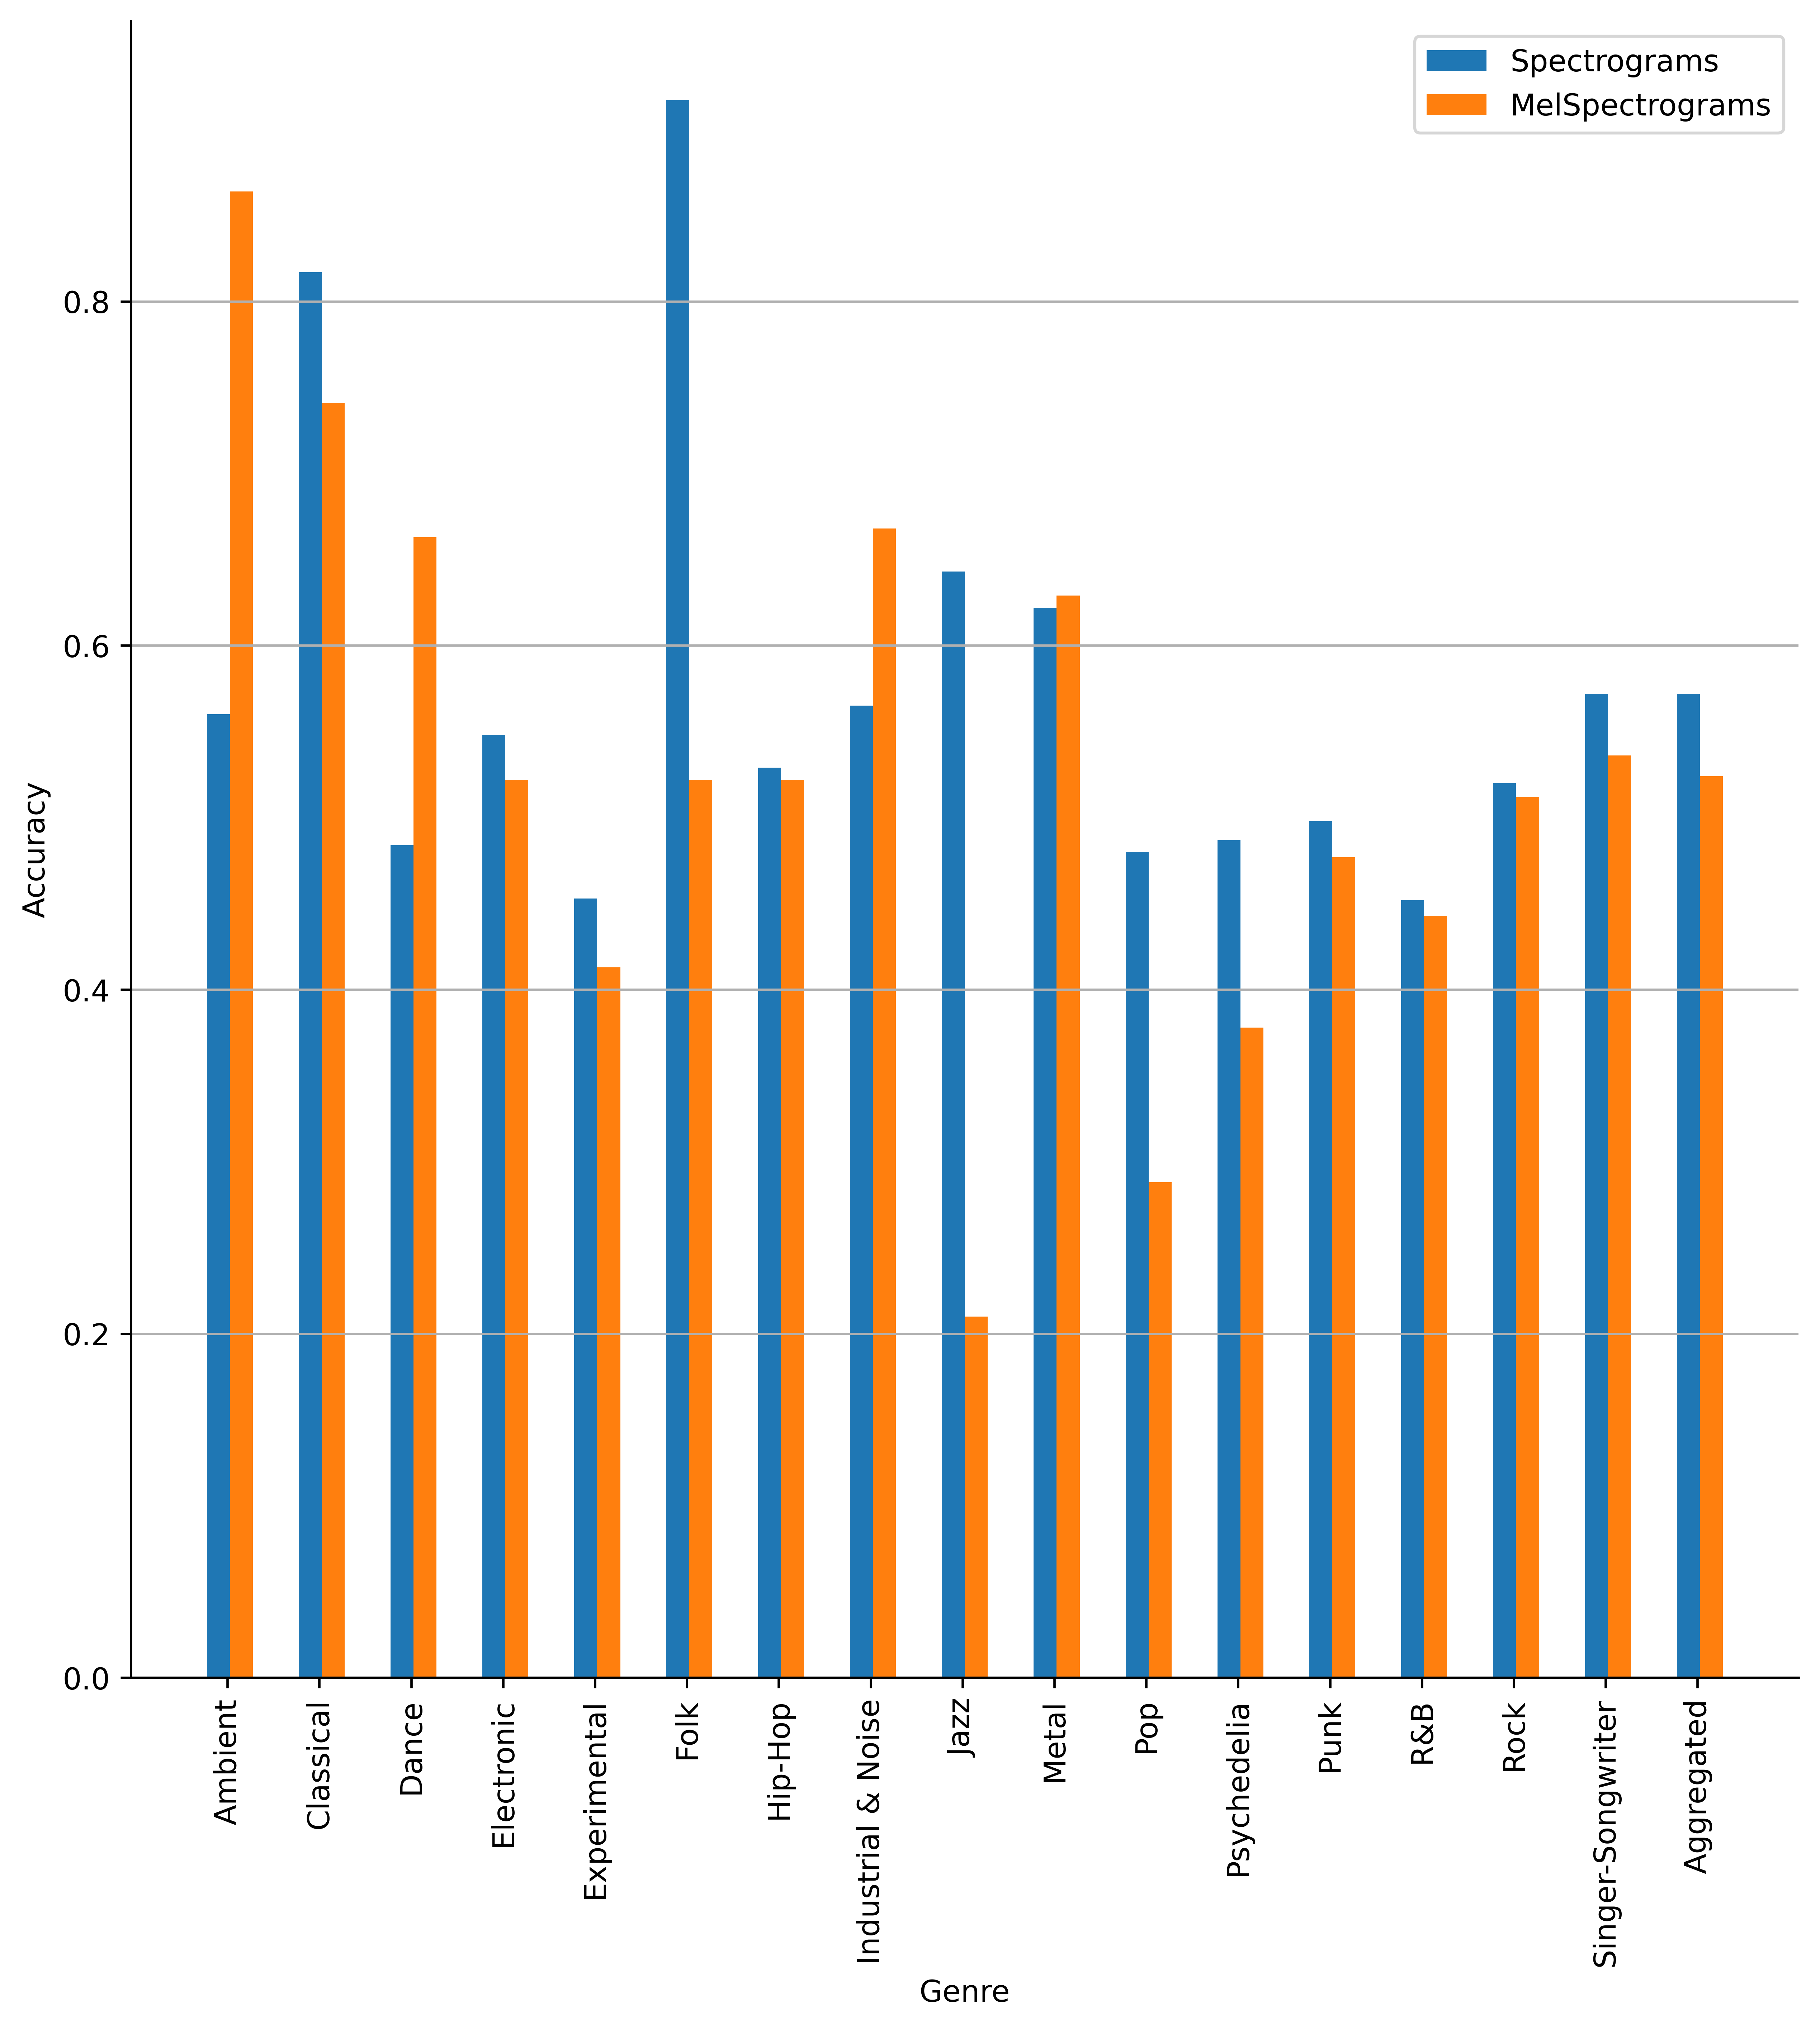 Spectrograms
MelSpectrograms
Accuracy
0.8
0.6
0.4
0.2
0.0
Ambient
Classical
Dance
Electronic
Experimental
Folk
Hip-Hop
Industrial & Noise
Jazz
Metal
Pop
Psychedelia
Punk
R&B
Rock
Singer-Songwriter
Aggregated
Genre